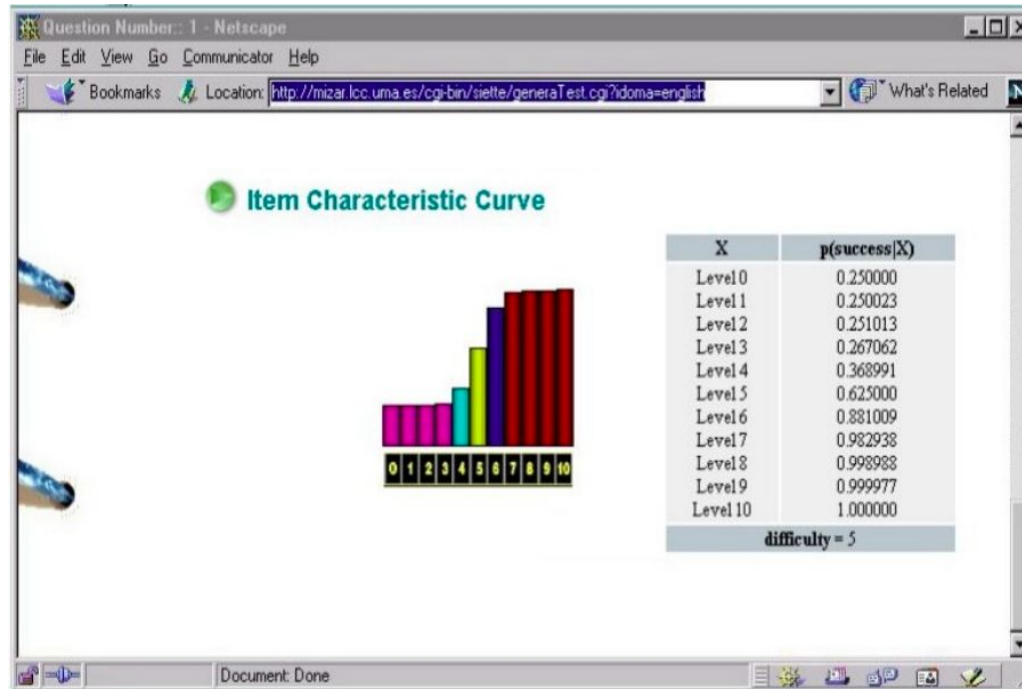 Question Number:: 1 - Netscape
File Edit View Go Communicator Help
Bookmarks Location: http://mizar.lcc.uma.es/cgi-bin/siette/generaTest.cgi?idoma=english What's Related N
Item Characteristic Curve
X p(success|X)
Level 0 0.250000
Level 1 0.250023
Level 2 0.251013
Level 3 0.267062
Level 4 0.368991
Level 5 0.625000
Level 6 0.881009
Level 7 0.982938
Level 8 0.998988
Level 9 0.999977
Level 10 1.000000
difficulty = 5
0 1 2 3 4 5 6 7 8 9 10
Document: Done